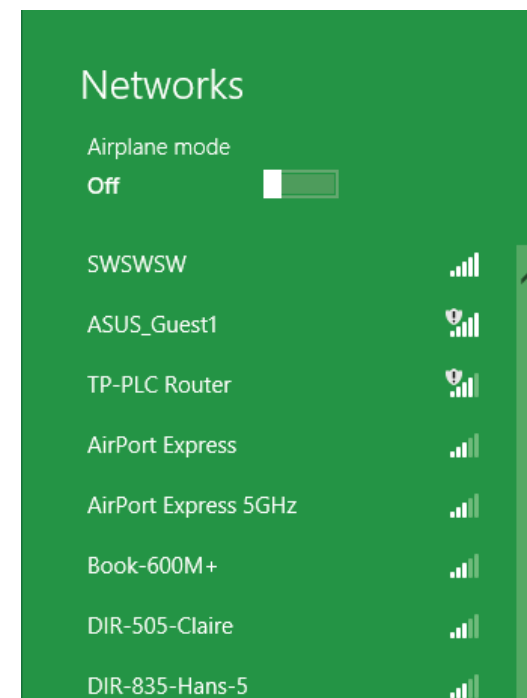 Networks
Airplane mode
Off
SWSWSW
ASUS_Guest1
TP-PLC Router
AirPort Express
AirPort Express 5GHz
Book-600M+
DIR-505-Claire
DIR-835-Hans-5